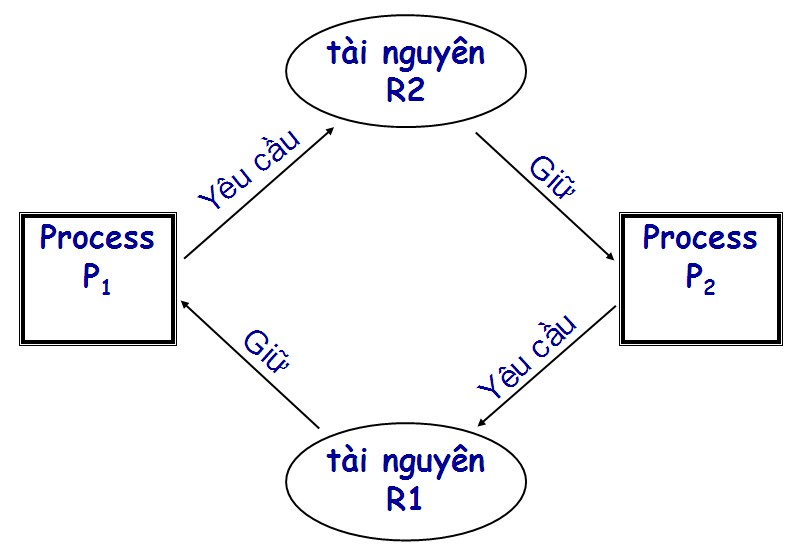 tài nguyên
R2
Yêu cầu
Giữ
Process
P₁
Process
P₂
Giữ
Yêu cầu
tài nguyên
R1